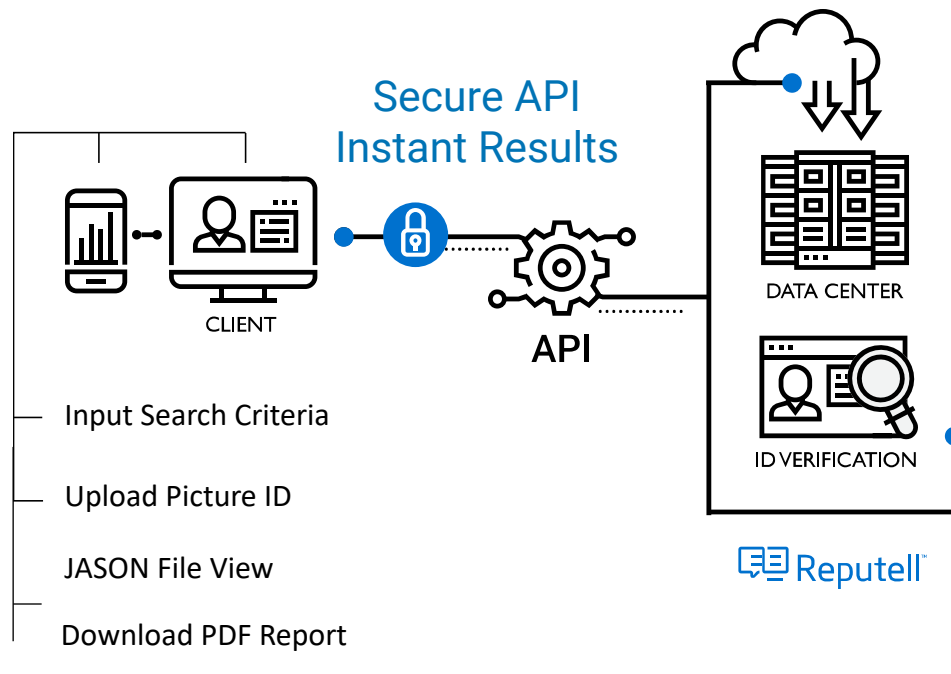 Secure API
Instant Results
CLIENT
API
DATA CENTER
ID VERIFICATION
Input Search Criteria
Upload Picture ID
JASON File View
Download PDF Report
Reputell™